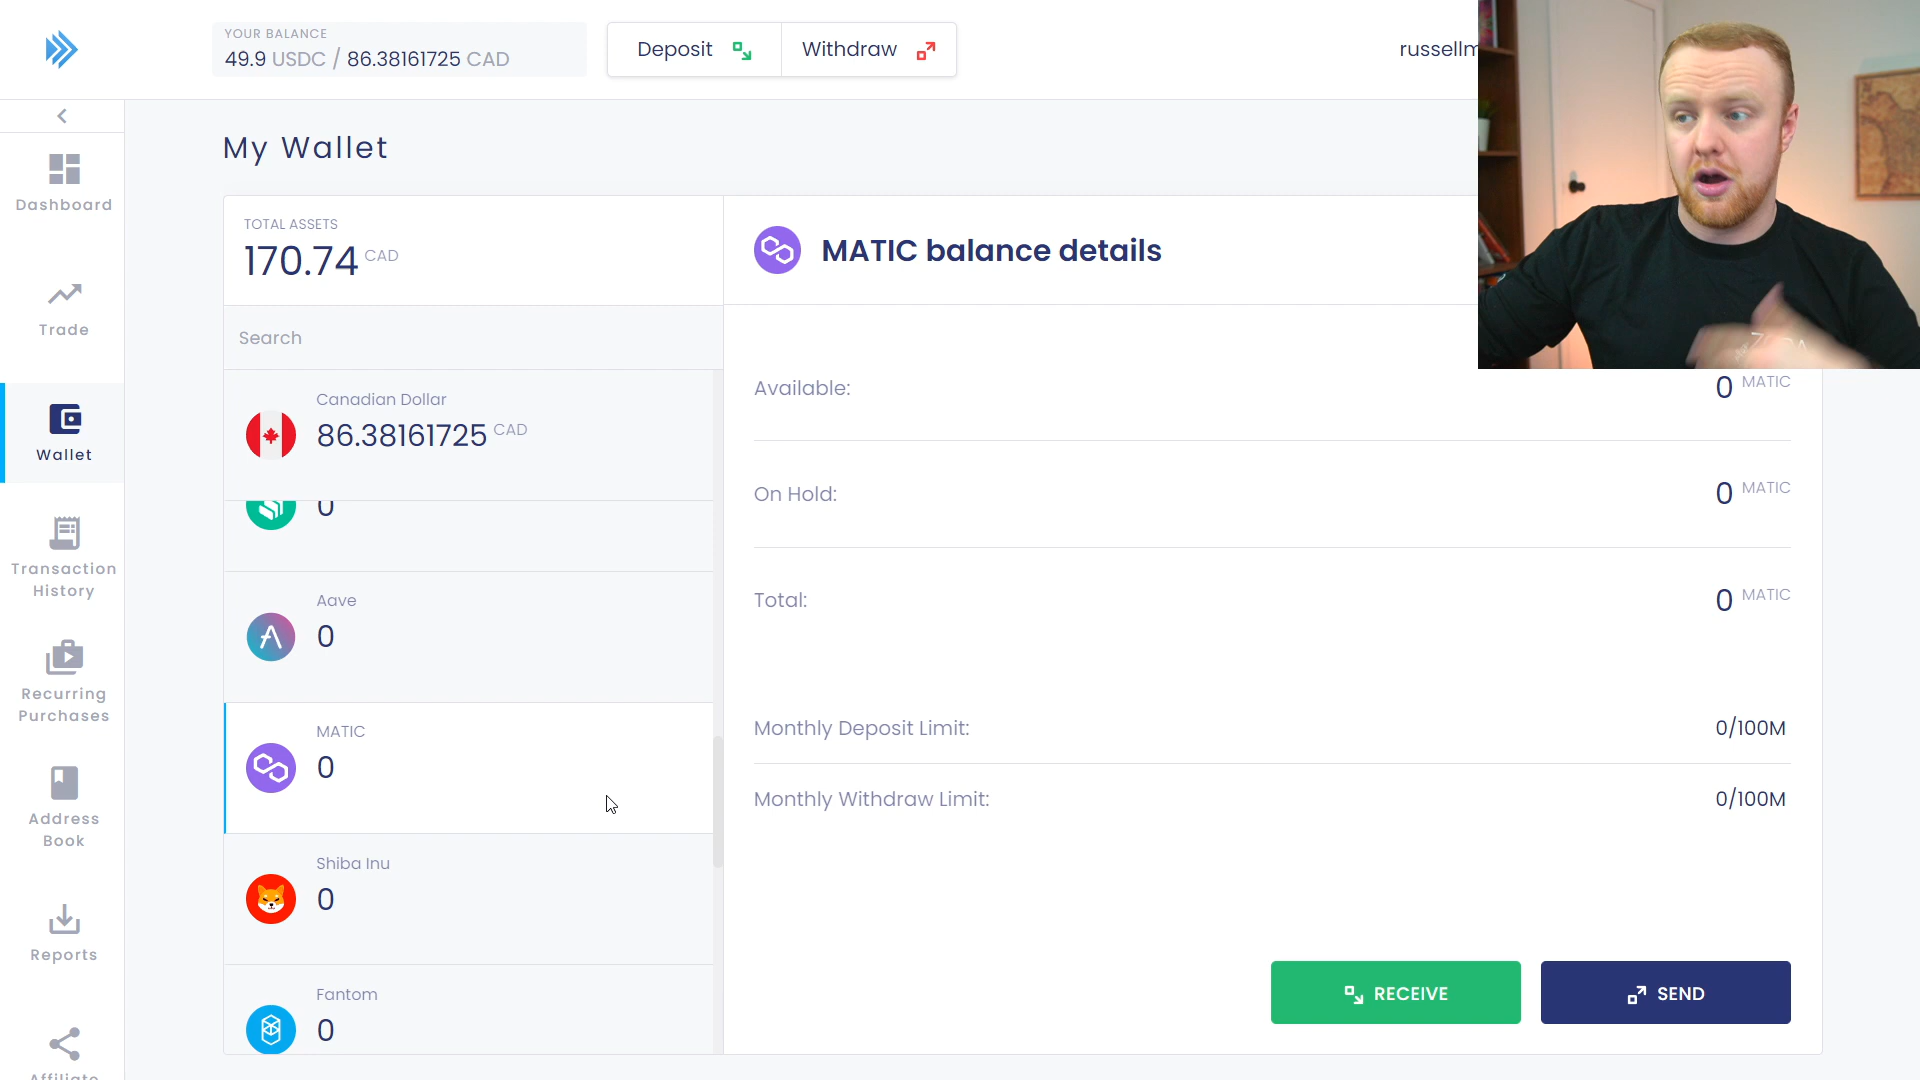 YOUR BALANCE
49.9 USDC / 86.38161725 CAD
Deposit
Withdraw
russellm
Dashboard
Trade
Wallet
Transaction
History
Recurring
Purchases
Address
Book
Reports
Affiliate
My Wallet
TOTAL ASSETS
170.74 CAD
Search
Canadian Dollar
86.38161725 CAD
0
Aave
0
MATIC
0
Shiba Inu
0
Fantom
0
MATIC balance details
Available:
0 MATIC
On Hold:
0 MATIC
Total:
0 MATIC
Monthly Deposit Limit:
0/100M
Monthly Withdraw Limit:
0/100M
RECEIVE
SEND